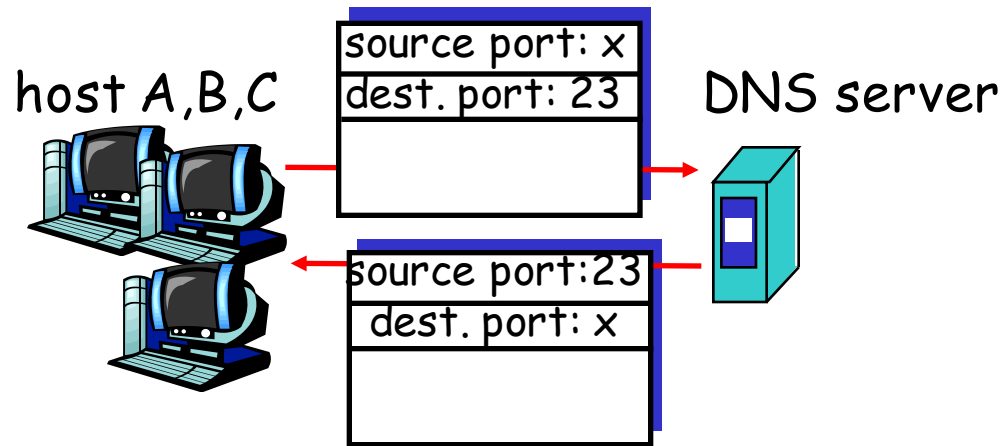 source port: x
host A,B,C
dest. port: 23
DNS server
source port:23
dest. port: x